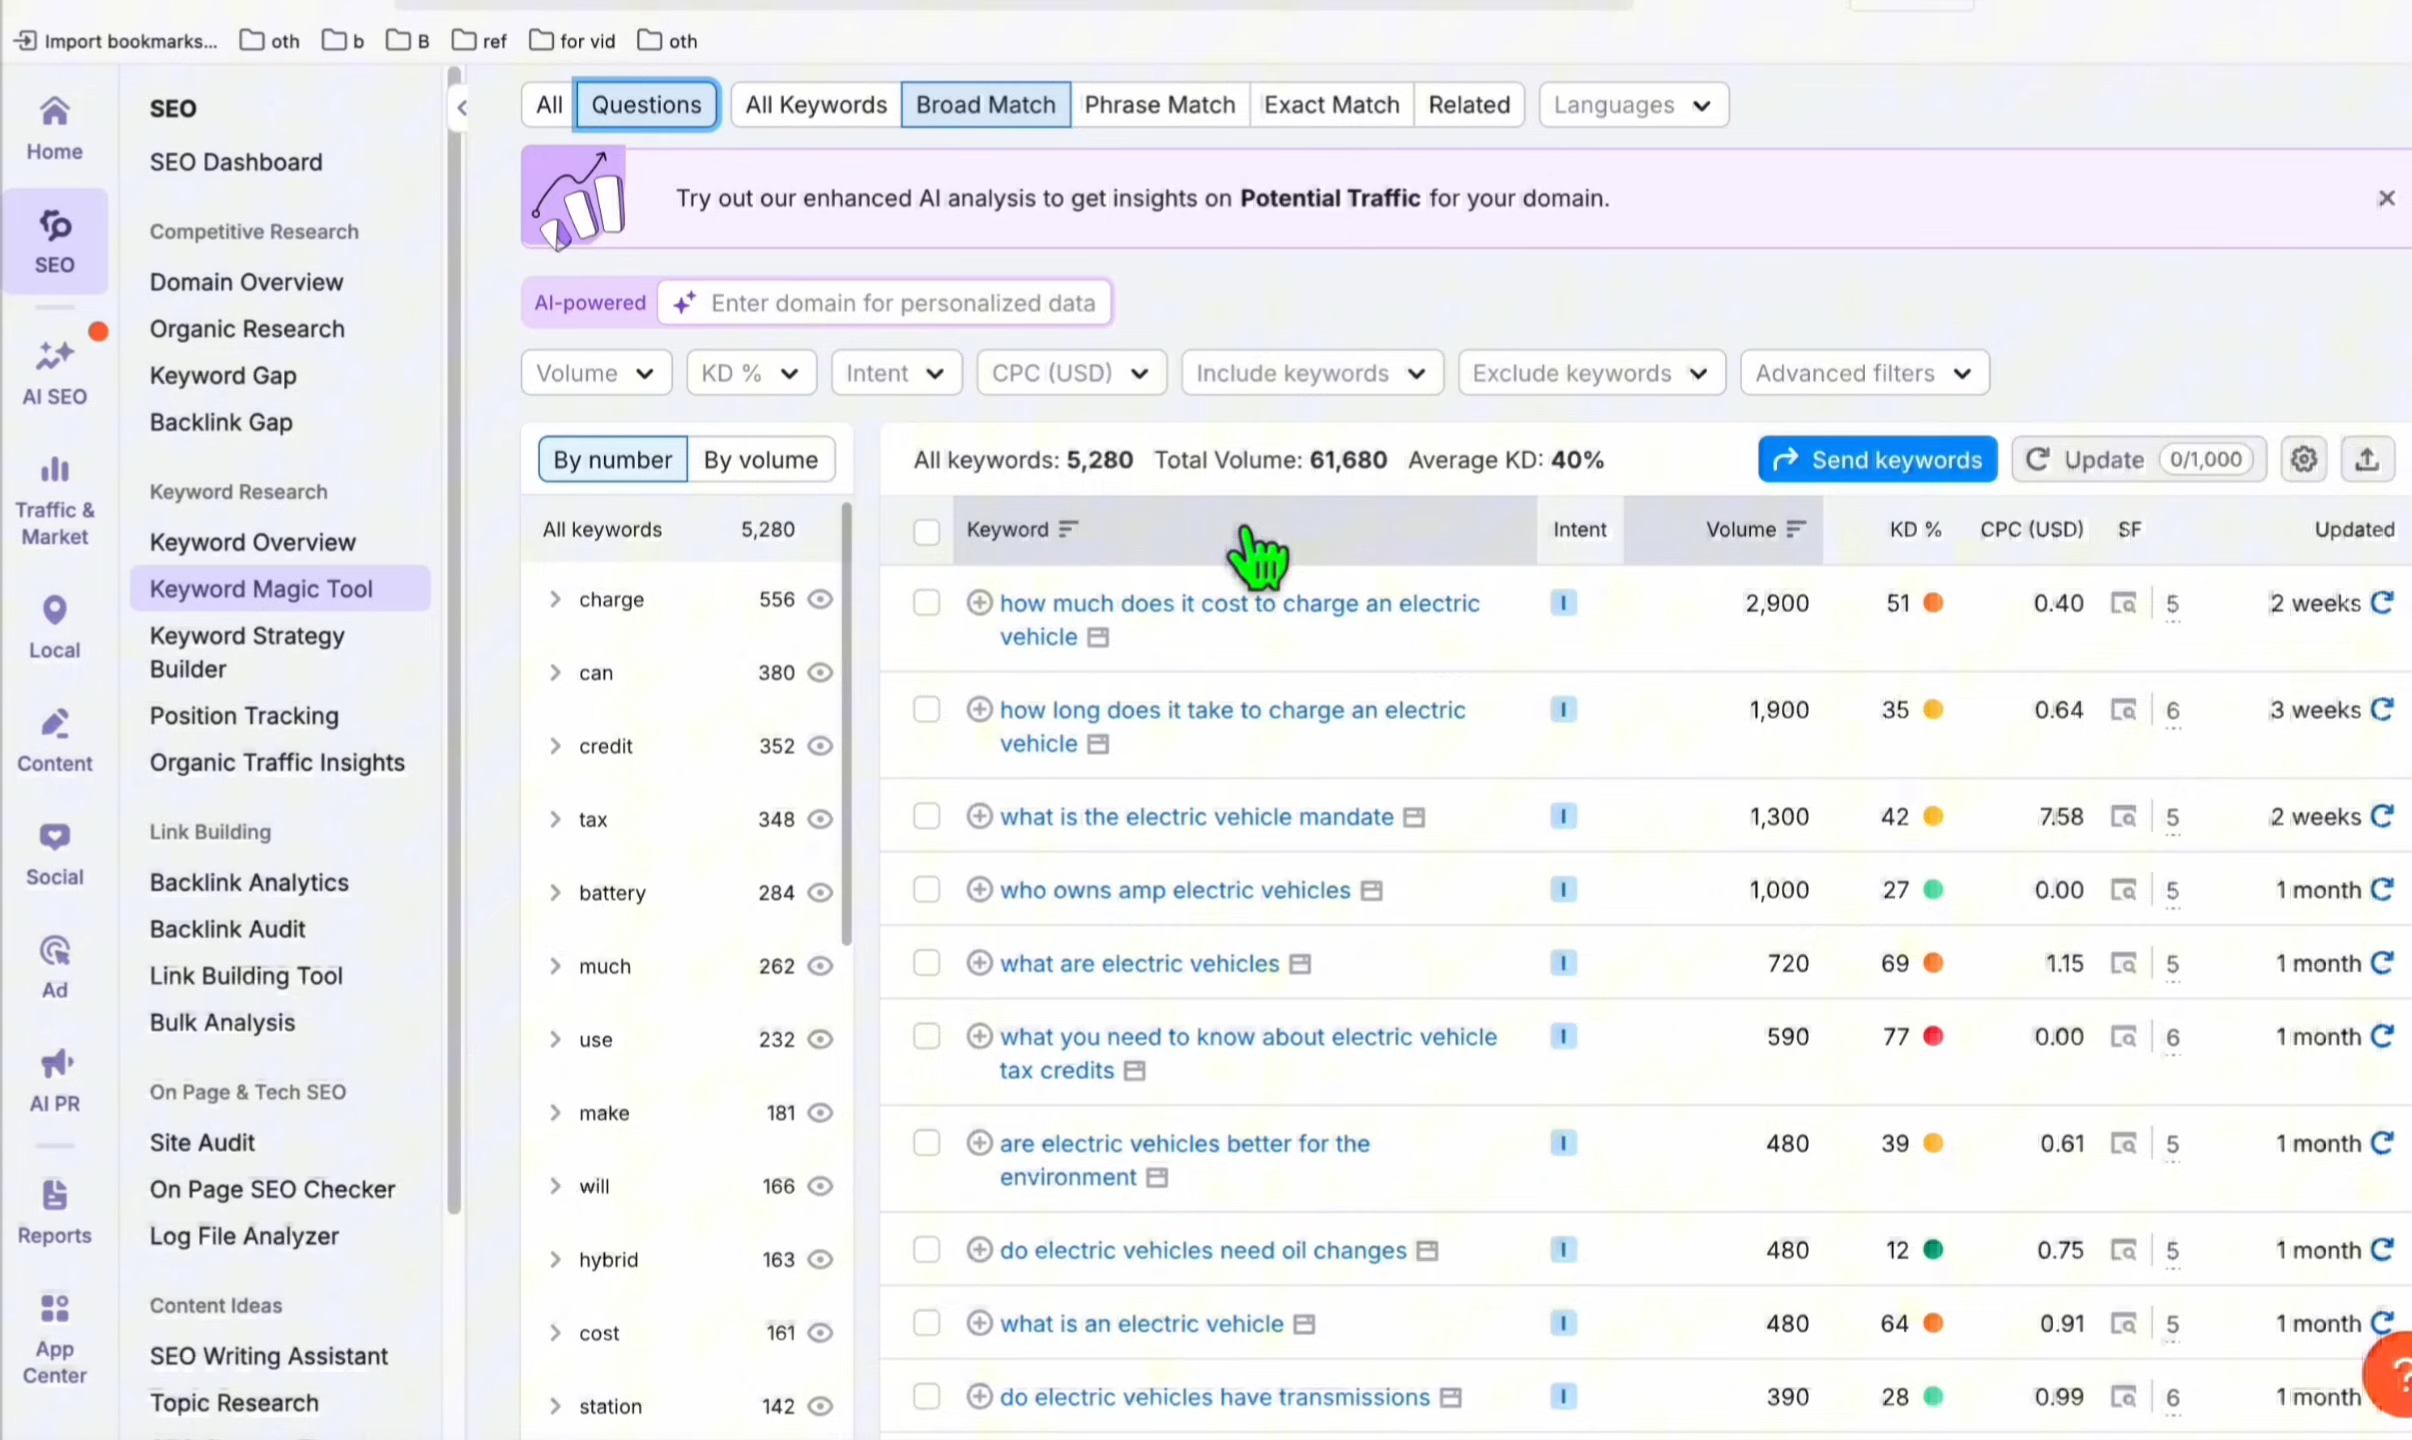 Import bookmarks... oth b B ref for vid oth
Home
SEO
AI SEO
Traffic &
Market
Local
Content
Social
Ad
AI PR
Reports
App
Center
SEO
SEO Dashboard
Competitive Research
Domain Overview
Organic Research
Keyword Gap
Backlink Gap
Keyword Research
Keyword Overview
Keyword Magic Tool
Keyword Strategy
Builder
Position Tracking
Organic Traffic Insights
Link Building
Backlink Analytics
Backlink Audit
Link Building Tool
Bulk Analysis
On Page & Tech SEO
Site Audit
On Page SEO Checker
Log File Analyzer
Content Ideas
SEO Writing Assistant
Topic Research
All Questions All Keywords Broad Match Phrase Match Exact Match Related Languages
Try out our enhanced AI analysis to get insights on Potential Traffic for your domain.
AI-powered Enter domain for personalized data
Volume KD % Intent CPC (USD) Include keywords Exclude keywords Advanced filters
By number By volume
All keywords 5,280
charge 556
can 380
credit 352
tax 348
battery 284
much 262
use 232
make 181
will 166
hybrid 163
cost 161
station 142
All keywords: 5,280 Total Volume: 61,680 Average KD: 40% Send keywords Update 0/1,000
Keyword Intent Volume KD % CPC (USD) SF Updated
how much does it cost to charge an electric I 2,900 51 0.40 5 2 weeks
vehicle
how long does it take to charge an electric I 1,900 35 0.64 6 3 weeks
vehicle
what is the electric vehicle mandate I 1,300 42 7.58 5 2 weeks
who owns amp electric vehicles I 1,000 27 0.00 5 1 month
what are electric vehicles I 720 69 1.15 5 1 month
what you need to know about electric vehicle I 590 77 0.00 6 1 month
tax credits
are electric vehicles better for the I 480 39 0.61 5 1 month
environment
do electric vehicles need oil changes I 480 12 0.75 5 1 month
what is an electric vehicle I 480 64 0.91 5 1 month
do electric vehicles have transmissions I 390 28 0.99 6 1 month
?